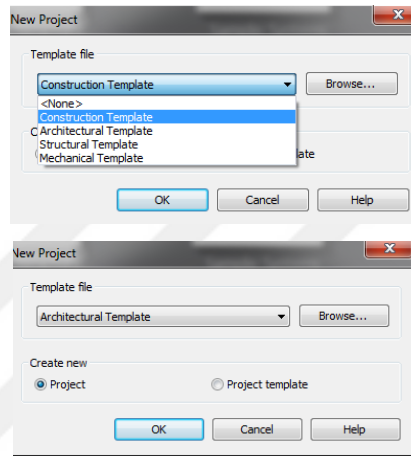 New Project
Template file
Construction Template
Browse...
<None>
Construction Template
Architectural Template
Structural Template
Mechanical Template
OK Cancel Help
New Project
Template file
Architectural Template
Browse...
Create new
Project Project template
OK Cancel Help